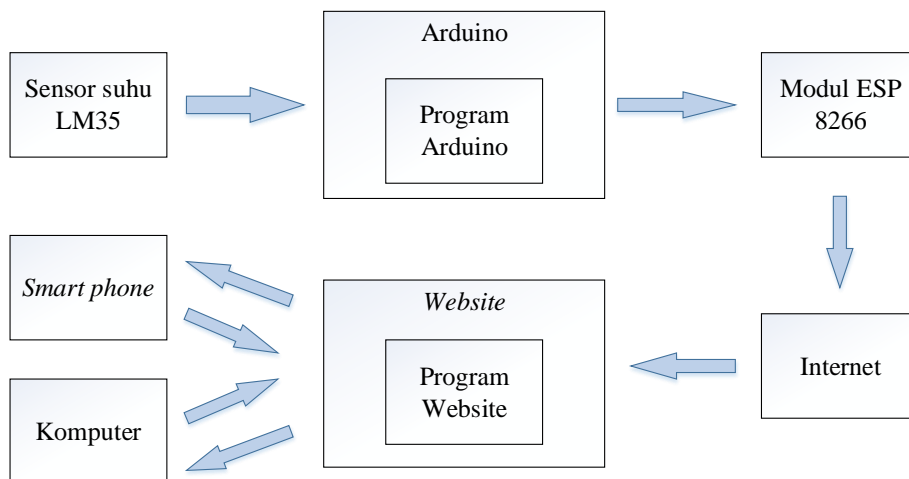 Arduino
Sensor suhu
LM35
Program
Arduino
Modul ESP
8266
Smart phone
Website
Program
Website
Internet
Komputer